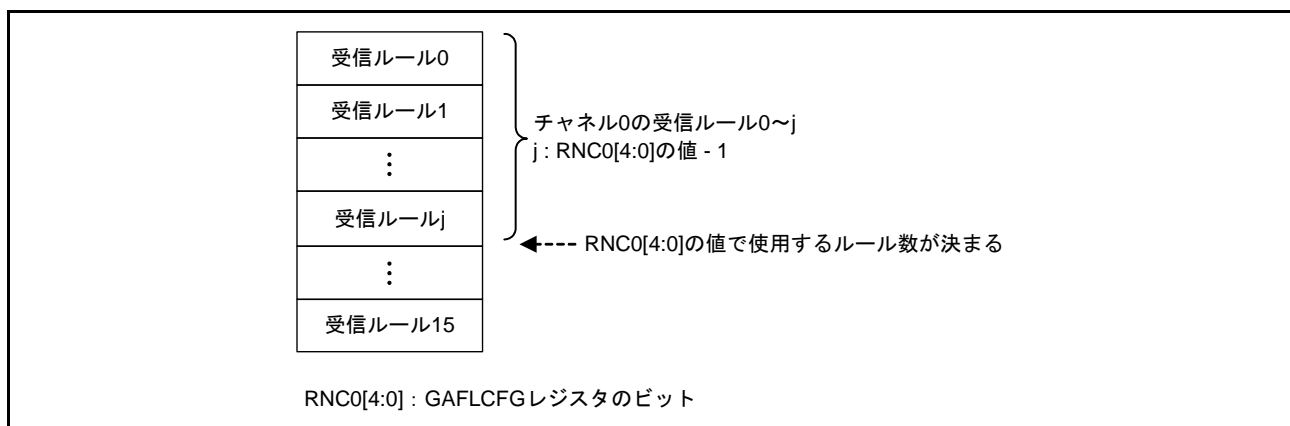 受信ルール0
受信ルール1
⋮
受信ルールj
⋮
受信ルール15
チャネル0の受信ルール0～j
j : RNC0[4:0]の値 - 1
RNC0[4:0]の値で使用するルール数が決まる
RNC0[4:0]：GAFLCFGレジスタのビット